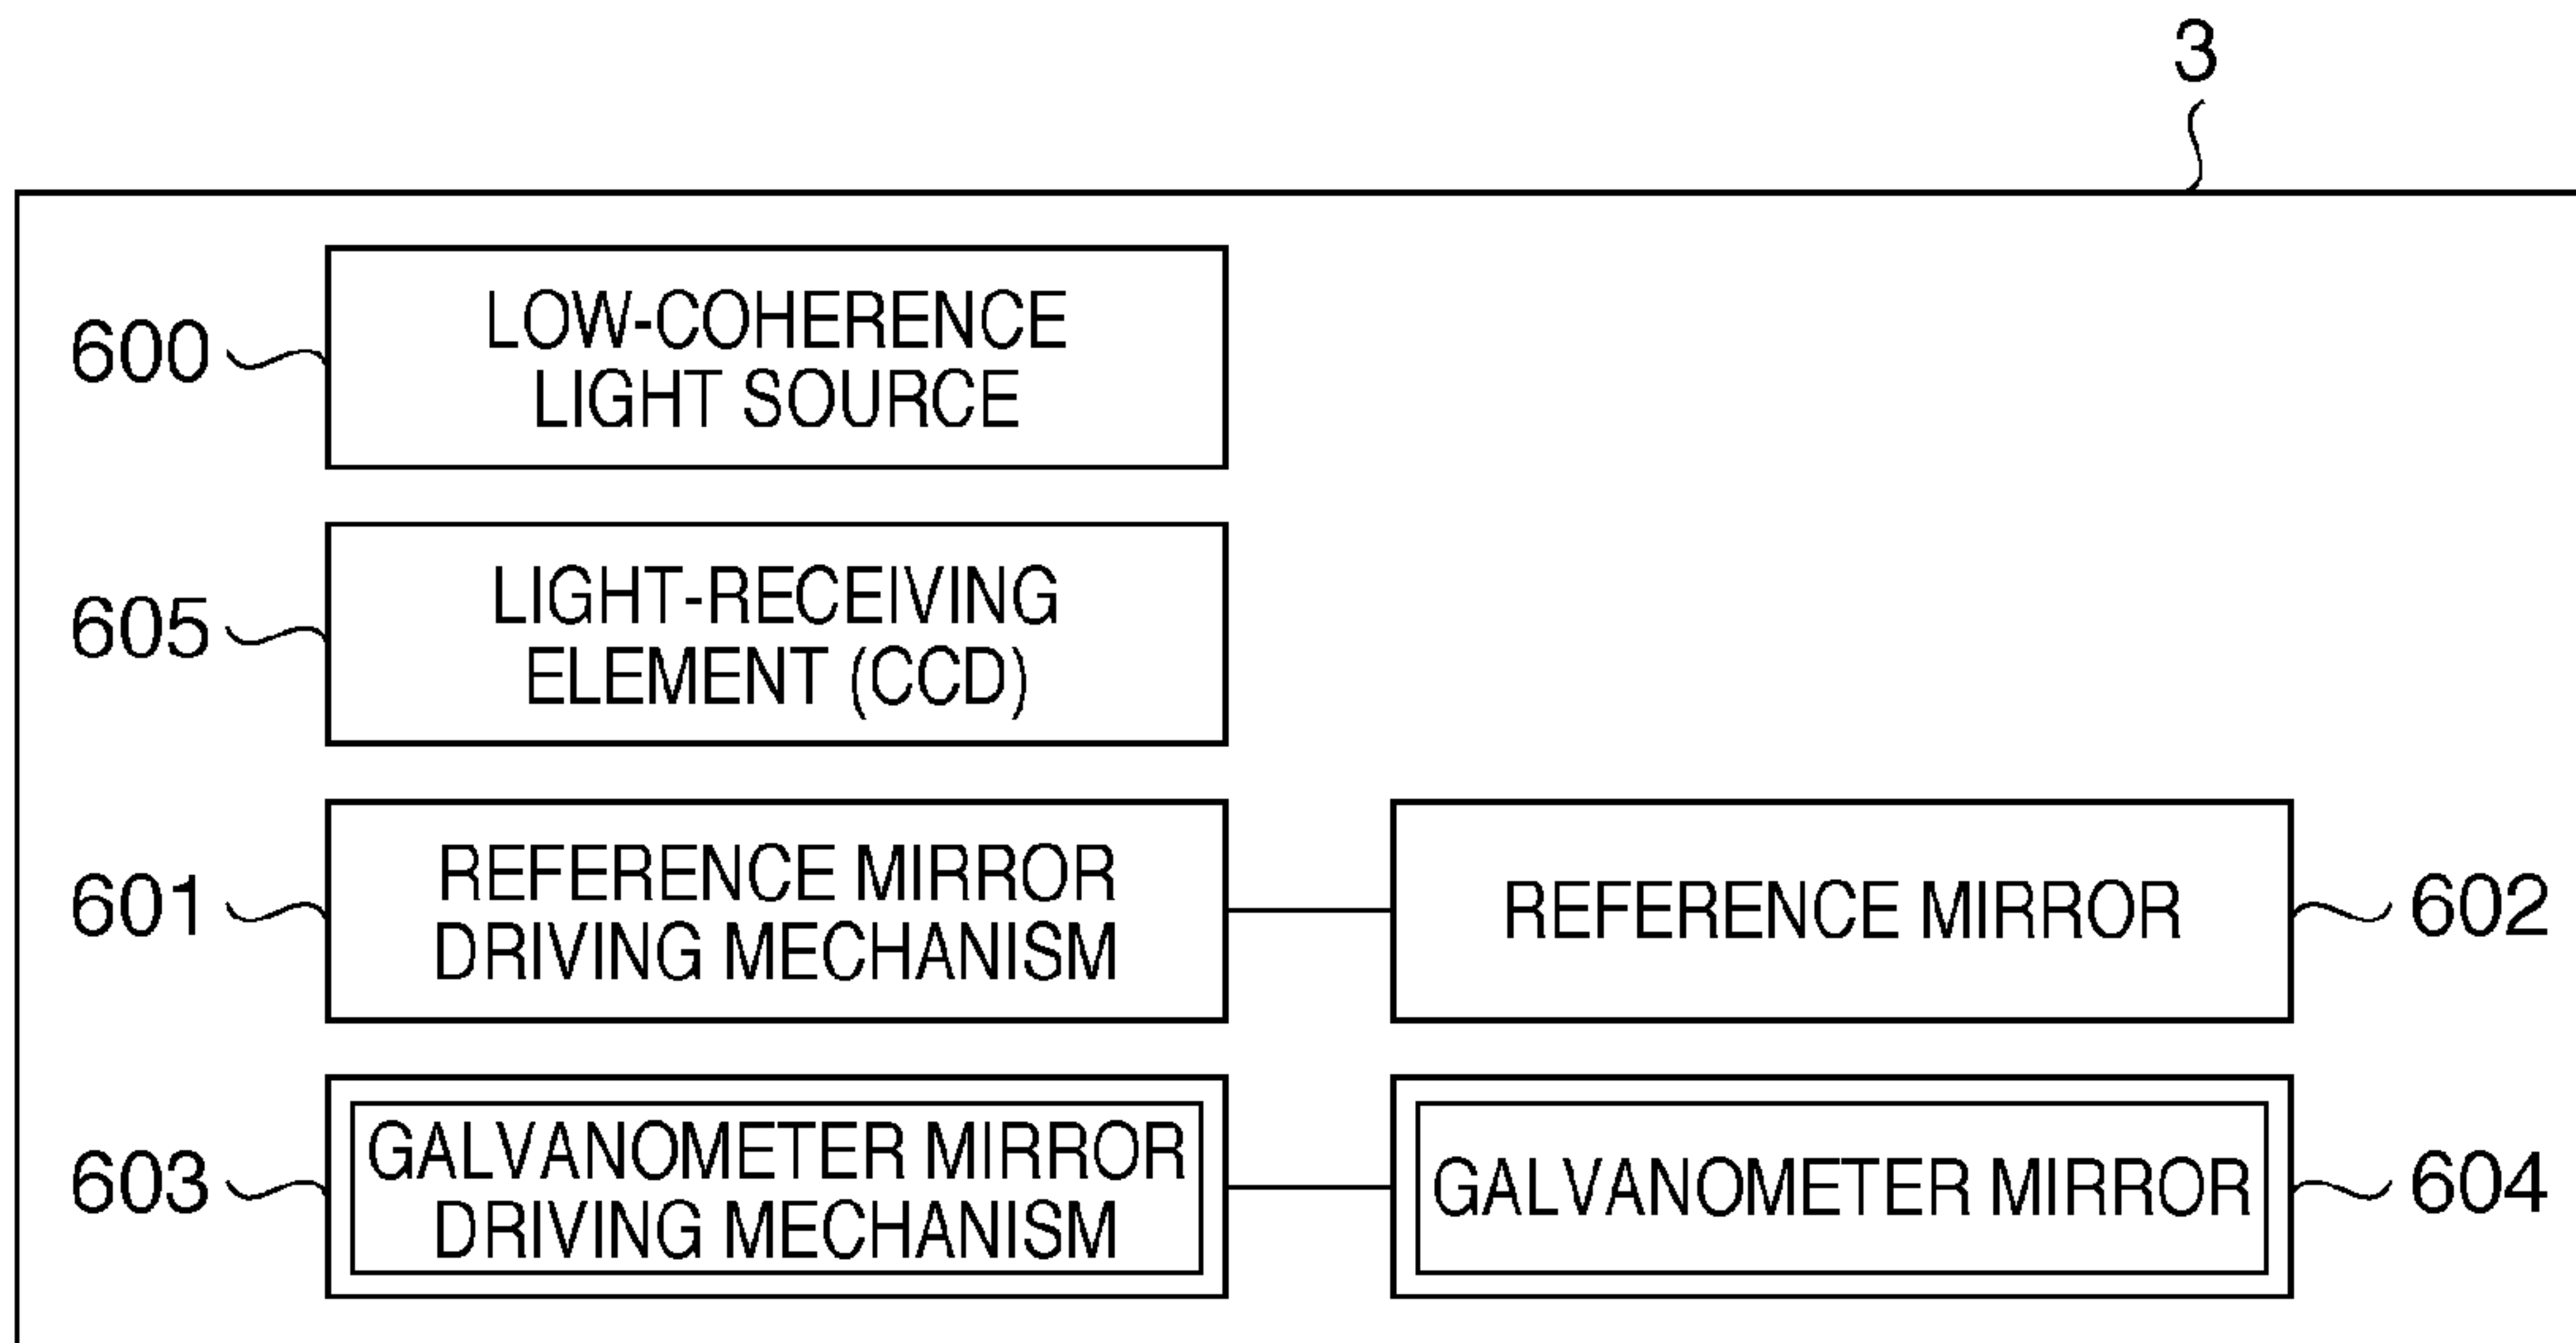 3
600
LOW-COHERENCE
LIGHT SOURCE
605
LIGHT-RECEIVING
ELEMENT (CCD)
601
REFERENCE MIRROR
DRIVING MECHANISM
REFERENCE MIRROR
602
603
GALVANOMETER MIRROR
DRIVING MECHANISM
GALVANOMETER MIRROR
604